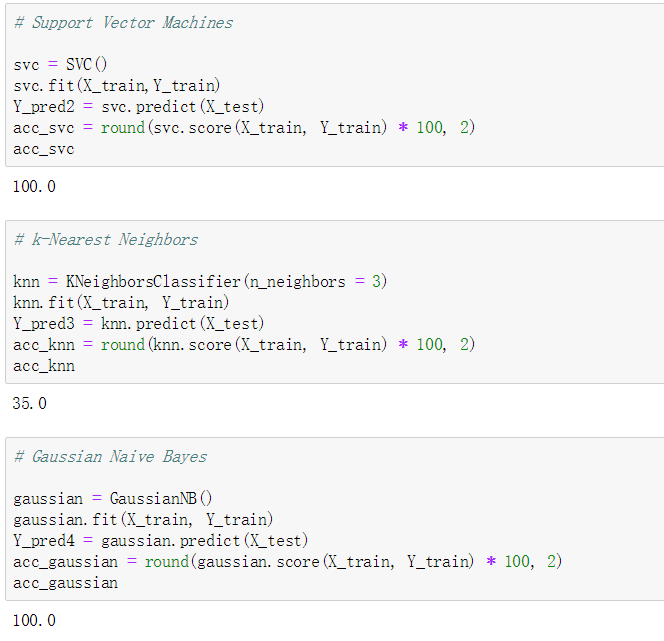 # Support Vector Machines
svc = SVC()
svc.fit(X_train,Y_train)
Y_pred2 = svc.predict(X_test)
acc_svc = round(svc.score(X_train, Y_train) * 100, 2)
acc_svc
100.0
# k-Nearest Neighbors
knn = KNeighborsClassifier(n_neighbors = 3)
knn.fit(X_train, Y_train)
Y_pred3 = knn.predict(X_test)
acc_knn = round(knn.score(X_train, Y_train) * 100, 2)
acc_knn
35.0
# Gaussian Naive Bayes
gaussian = GaussianNB()
gaussian.fit(X_train, Y_train)
Y_pred4 = gaussian.predict(X_test)
acc_gaussian = round(gaussian.score(X_train, Y_train) * 100, 2)
acc_gaussian
100.0